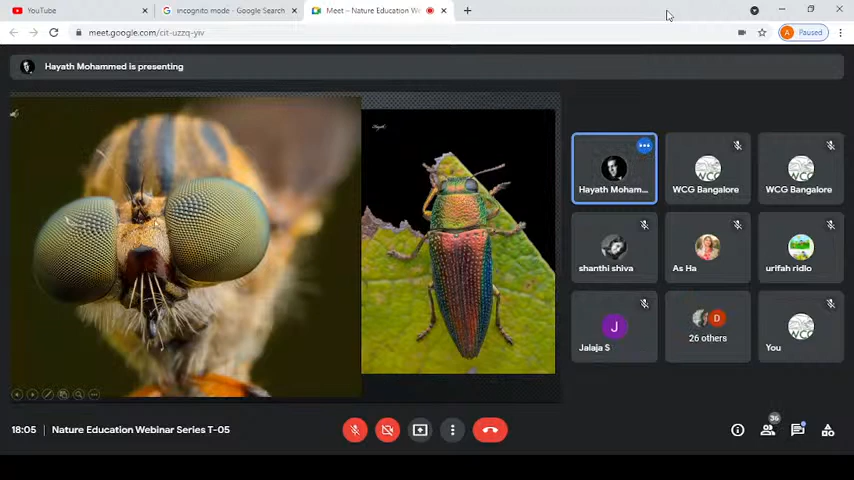 YouTube
incognito mode - Google Search
Meet – Nature Education We
meet.google.com/cit-uzzq-yiv
A
Paused
Hayath Mohammed is presenting
Hayath Moham...
WCG Bangalore
WCG Bangalore
shanthi shiva
As Ha
urifah ridlo
J
Jalaja S
D
26 others
You
18:05
Nature Education Webinar Series T-05
36